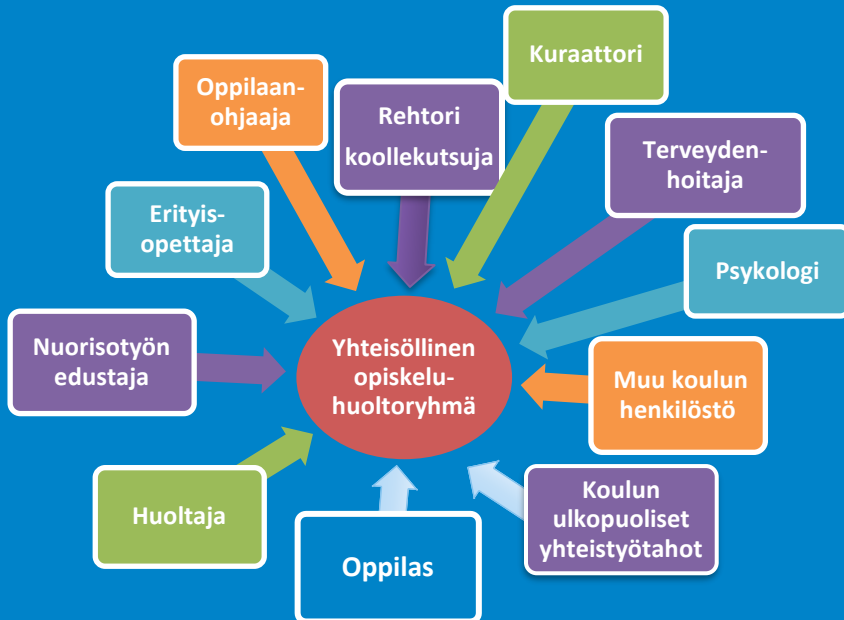 Kuraattori
Oppilaan-
ohjaaja
Rehtori
koollekutsuja
Terveyden-
hoitaja
Erityis-
opettaja
Psykologi
Nuorisotyön
edustaja
Yhteisöllinen
opiskelu-
huoltoryhmä
Muu koulun
henkilöstö
Huoltaja
Oppilas
Koulun
ulkopuoliset
yhteistyötahot